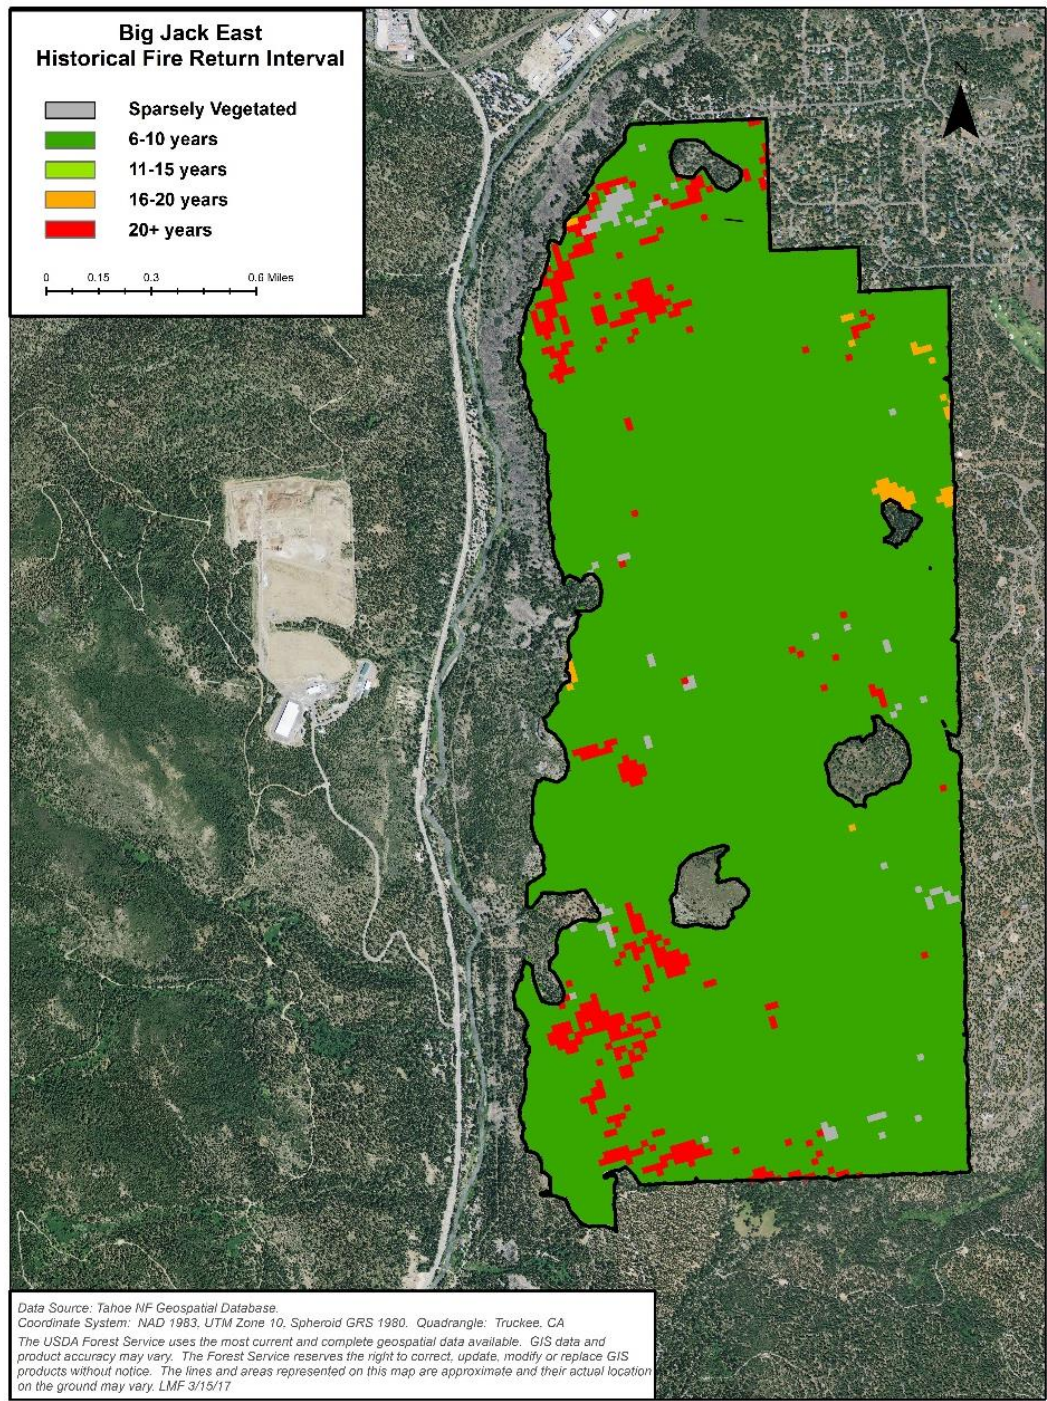 Big Jack East
Historical Fire Return Interval
Sparsely Vegetated
6-10 years
11-15 years
16-20 years
20+ years
0 0.15 0.3 0.6 Miles
N
Data Source: Tahoe NF Geospatial Database.
Coordinate System: NAD 1983, UTM Zone 10, Spheroid GRS 1980. Quadrangle: Truckee, CA
The USDA Forest Service uses the most current and complete geospatial data available. GIS data and
product accuracy may vary. The Forest Service reserves the right to correct, update, modify or replace GIS
products without notice. The lines and areas represented on this map are approximate and their actual location
on the ground may vary. LMF 3/15/17